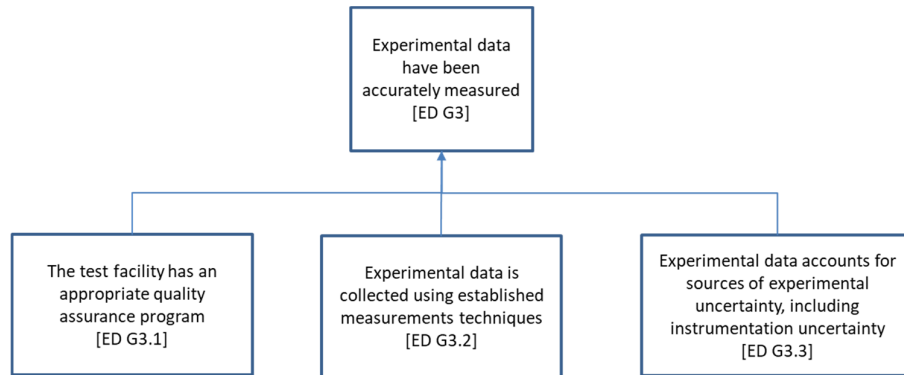 Experimental data
have been
accurately measured
[ED G3]
The test facility has an
appropriate quality
assurance program
[ED G3.1]
Experimental data is
collected using established
measurements techniques
[ED G3.2]
Experimental data accounts for
sources of experimental
uncertainty, including
instrumentation uncertainty
[ED G3.3]